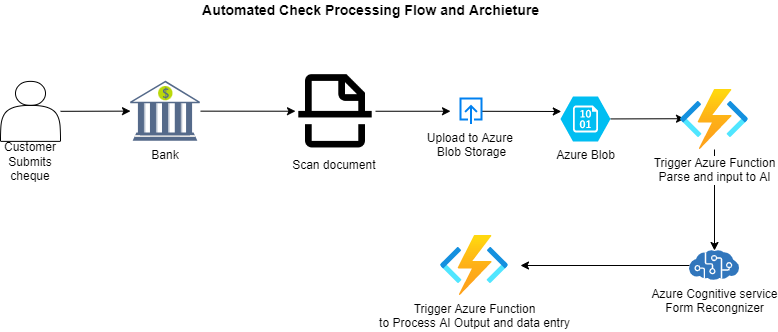 Automated Check Processing Flow and Archieture
Customer
Submits
cheque
$
Bank
Scan document
Upload to Azure
Blob Storage
10
01
Azure Blob
Trigger Azure Function
Parse and input to AI
Azure Cognitive service
Form Recongnizer
Trigger Azure Function
to Process AI Output and data entry